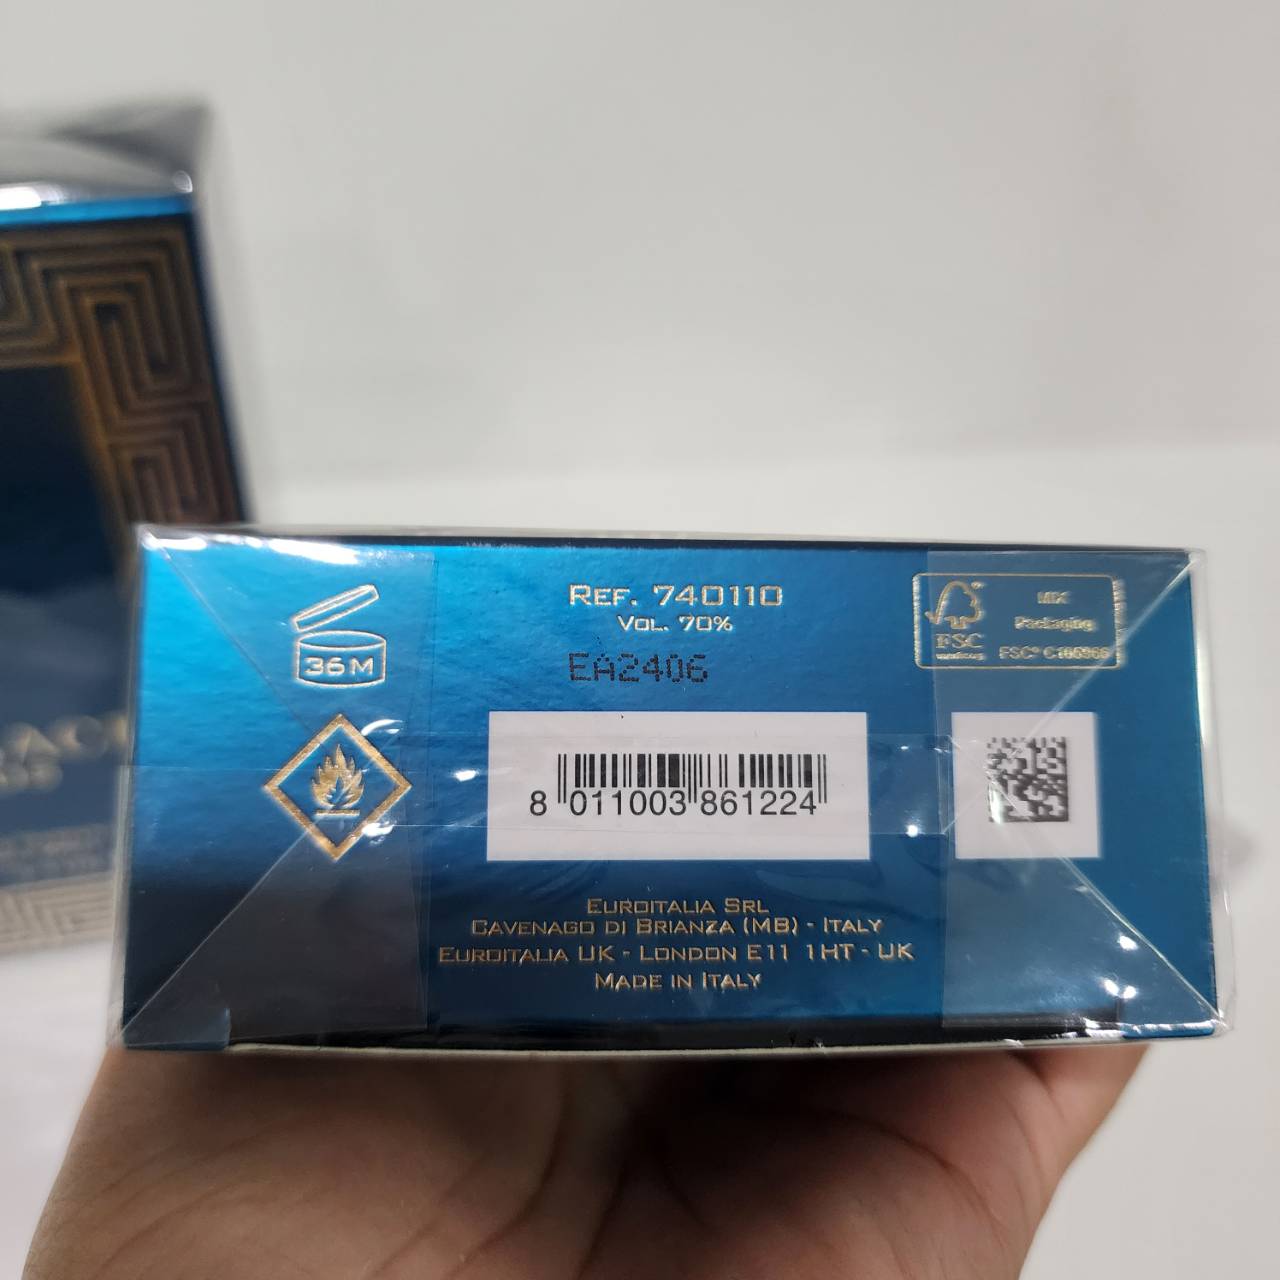 36M
REF. 740110
VOL. 70%
EA2406
FSC
MIX
Packaging
8 011003 861224
EUROITALIA SRL
CAVENAGO DI BRIANZA (MB) - ITALY
EUROITALIA UK - LONDON E11 1HT - UK
MADE IN ITALY